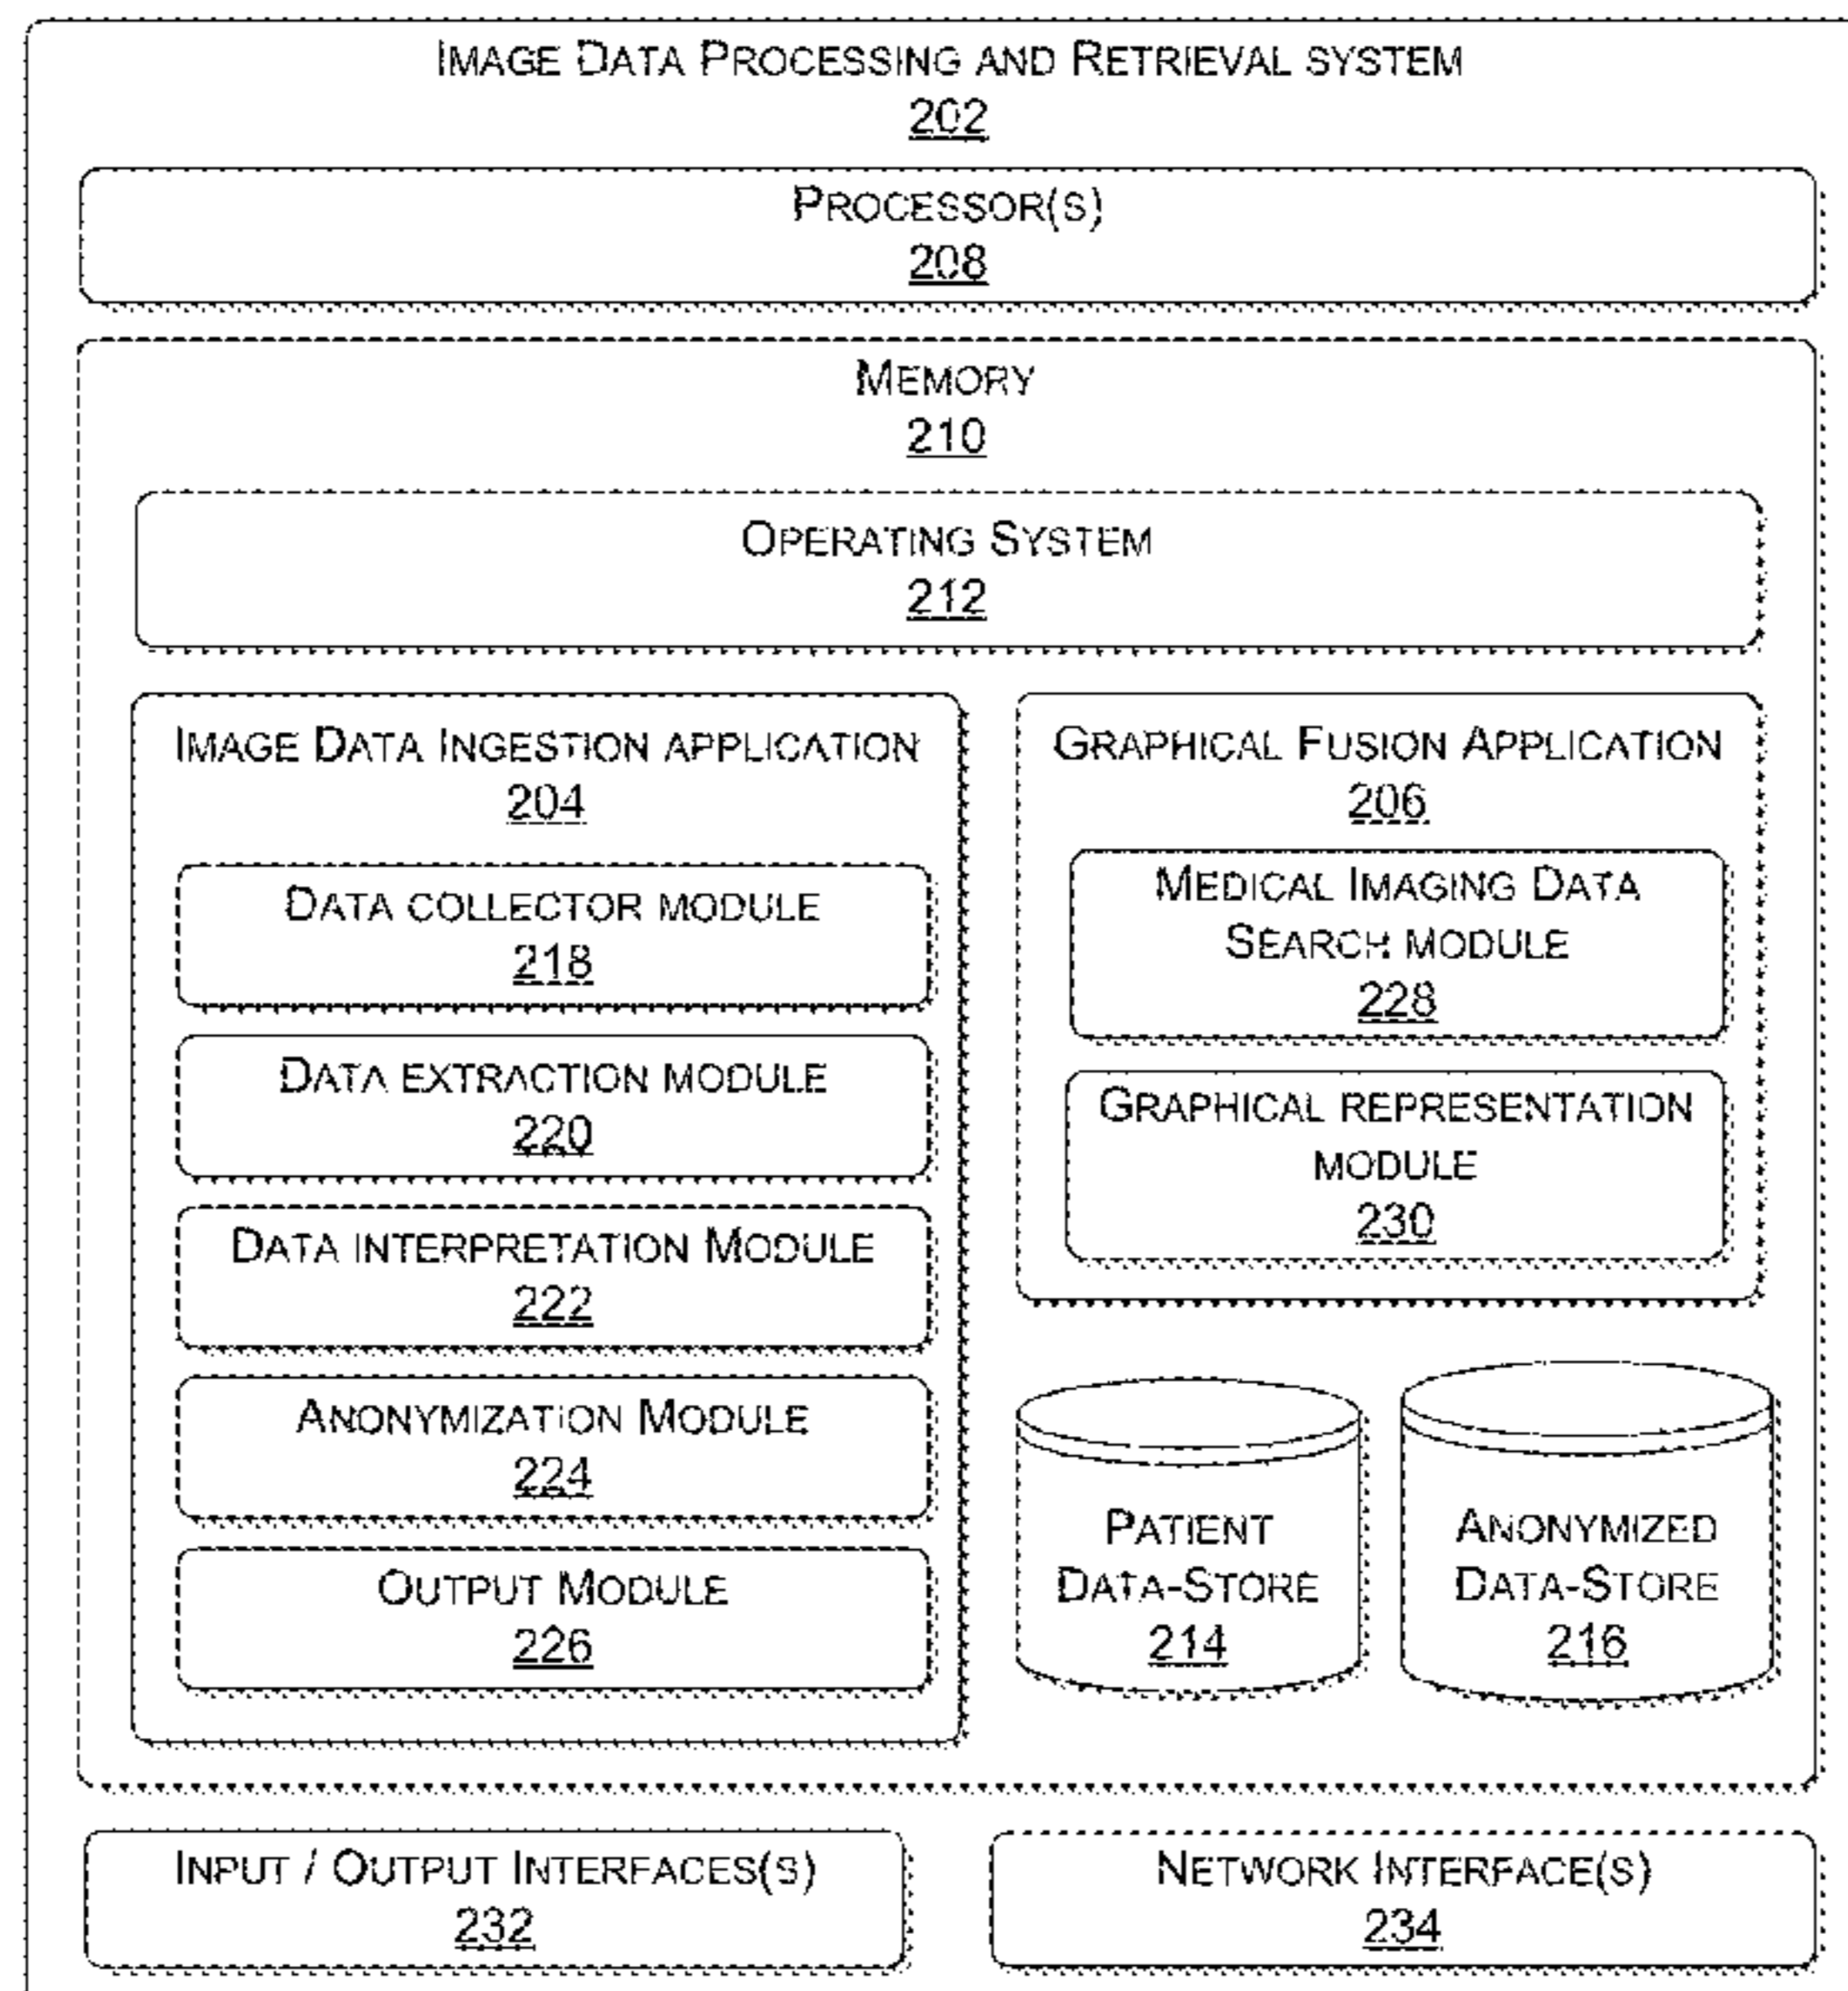 IMAGE DATA PROCESSING AND RETRIEVAL SYSTEM
202
PROCESSOR(S)
208
MEMORY
210
OPERATING SYSTEM
212
IMAGE DATA INGESTION APPLICATION
204
DATA COLLECTOR MODULE
218
DATA EXTRACTION MODULE
220
DATA INTERPRETATION MODULE
222
ANONYMIZATION MODULE
224
OUTPUT MODULE
226
GRAPHICAL FUSION APPLICATION
206
MEDICAL IMAGING DATA
SEARCH MODULE
228
GRAPHICAL REPRESENTATION
MODULE
230
PATIENT
DATA-STORE
214
ANONYMIZED
DATA-STORE
216
INPUT / OUTPUT INTERFACES(S)
232
NETWORK INTERFACE(S)
234